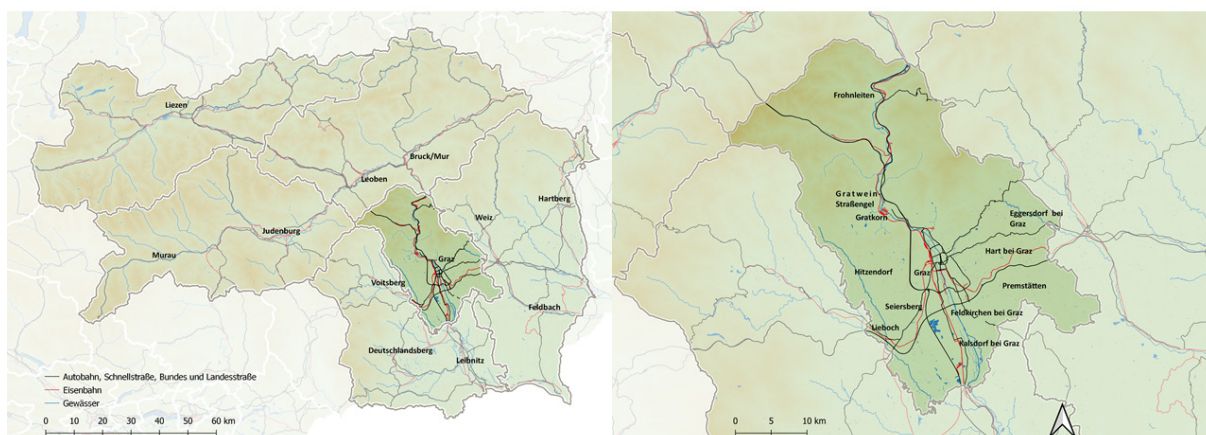 Liezen
Bruck/Mur
Leoben
Hartberg
Weiz
Judenburg
Murau
Graz
Voitsberg
Feldbach
Deutschlandsberg
Leibnitz
Autobahn, Schnellstraße, Bundes und Landesstraße
Eisenbahn
Gewässer
0 10 20 30 40 50 60 km
Frohnleiten
Gratwein
Straßengel
Gratkorn
Eggersdorf bei
Graz
Hart bei Graz
Hitzendorf
Graz
Premstätten
Seiersberg
Feldkirchen bei Graz
Lieboch
Kalsdorf bei Graz
0 5 10 km